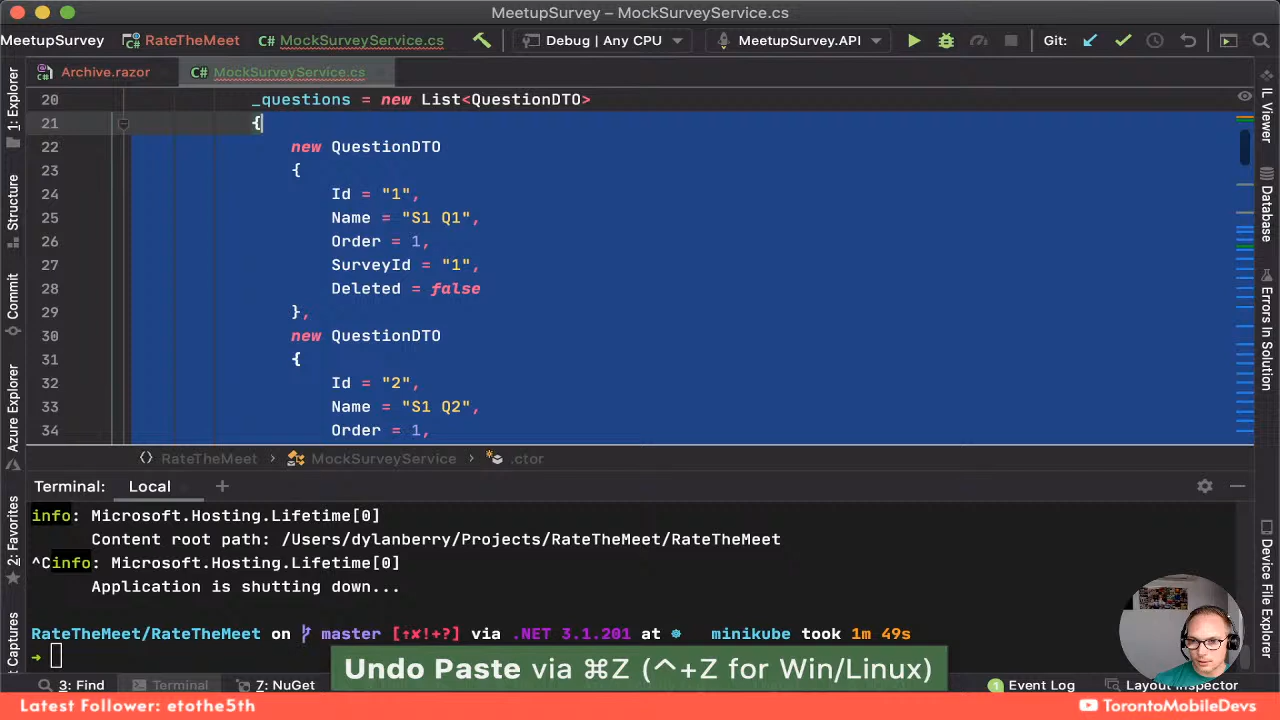 MeetupSurvey – MockSurveyService.cs
MeetupSurvey RateTheMeet C# MockSurveyService.cs Debug | Any CPU MeetupSurvey.API Git:
Archive.razor C# MockSurveyService.cs
20 _questions = new List<QuestionDTO>
21 {
22 new QuestionDTO
23 {
24 Id = "1",
25 Name = "S1 Q1",
26 Order = 1,
27 SurveyId = "1",
28 Deleted = false
29 },
30 new QuestionDTO
31 {
32 Id = "2",
33 Name = "S1 Q2",
34 Order = 1,
1: Explorer
Structure
Commit
Azure Explorer
2: Favorites
Captures
IL Viewer
Database
Errors In Solution
Device File Explorer
RateTheMeet > MockSurveyService > .ctor
Terminal: Local +
info: Microsoft.Hosting.Lifetime[0]
Content root path: /Users/dylanberry/Projects/RateTheMeet/RateTheMeet
^Cinfo: Microsoft.Hosting.Lifetime[0]
Application is shutting down...
RateTheMeet/RateTheMeet on master [↑✘!+?] via .NET 3.1.201 at minikube took 1m 49s
→
Undo Paste via ⌘Z (^+Z for Win/Linux)
3: Find Terminal 7: NuGet 1 Event Log Layout Inspector
Latest Follower: etothe5th TorontoMobileDevs